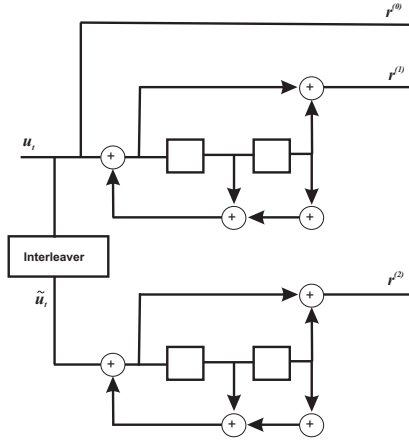 r(0)
r(1)
u_t
+
+
+
+
Interleaver
ũ_t
r(2)
+
+
+
+